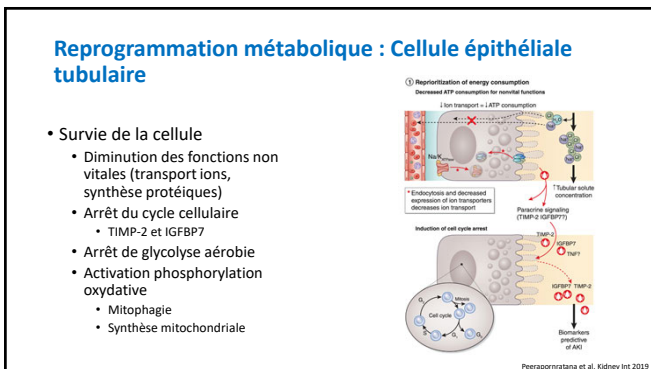 Reprogrammation métabolique : Cellule épithéliale
tubulaire
• Survie de la cellule
• Diminution des fonctions non
vitales (transport ions,
synthèse protéiques)
• Arrêt du cycle cellulaire
• TIMP-2 et IGFBP7
• Arrêt de glycolyse aérobie
• Activation phosphorylation
oxydative
• Mitophagie
• Synthèse mitochondriale
1 Reprioritization of energy consumption
Decreased ATP consumption for nonvital functions
↓ Ion transport = ↓ATP consumption
Na/K
* Endocytosis and decreased
expression of ion transporters
decreases ion transport
↑Tubular solute
concentration
Paracrine signaling
(TIMP-2 IGFBP7?)
Induction of cell cycle arrest
TIMP-2
IGFBP7
TNF?
IGFBP7 TIMP-2
G2
Mitosis
Cell cycle
S
G1
G0
Biomarkers
predictive
of AKI
Peerapornratana et al. Kidney Int 2019